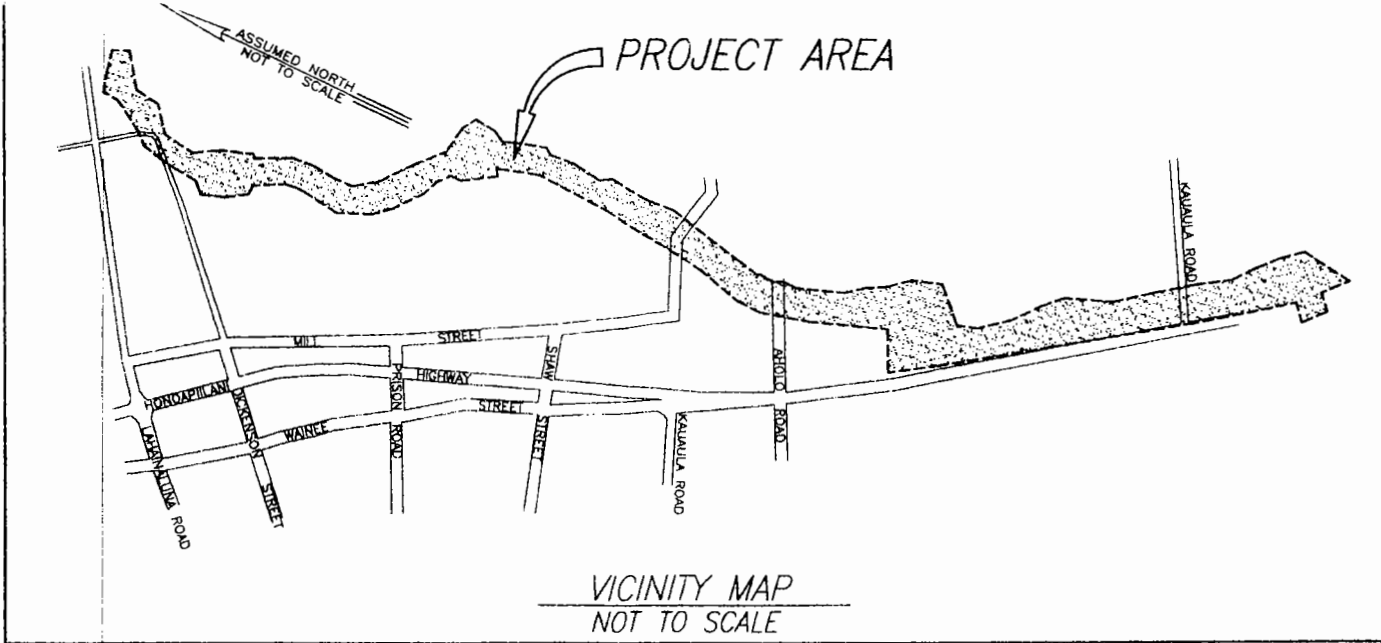 ASSUMED NORTH
NOT TO SCALE
PROJECT AREA
KAUAULA ROAD
MILL STREET
HONOAPIILANI HIGHWAY
WAINEE STREET
LAHAINALUNA ROAD
DICKENSON STREET
PRISON ROAD
SHAW STREET
KAUAULA ROAD
AHOLO ROAD
VICINITY MAP
NOT TO SCALE